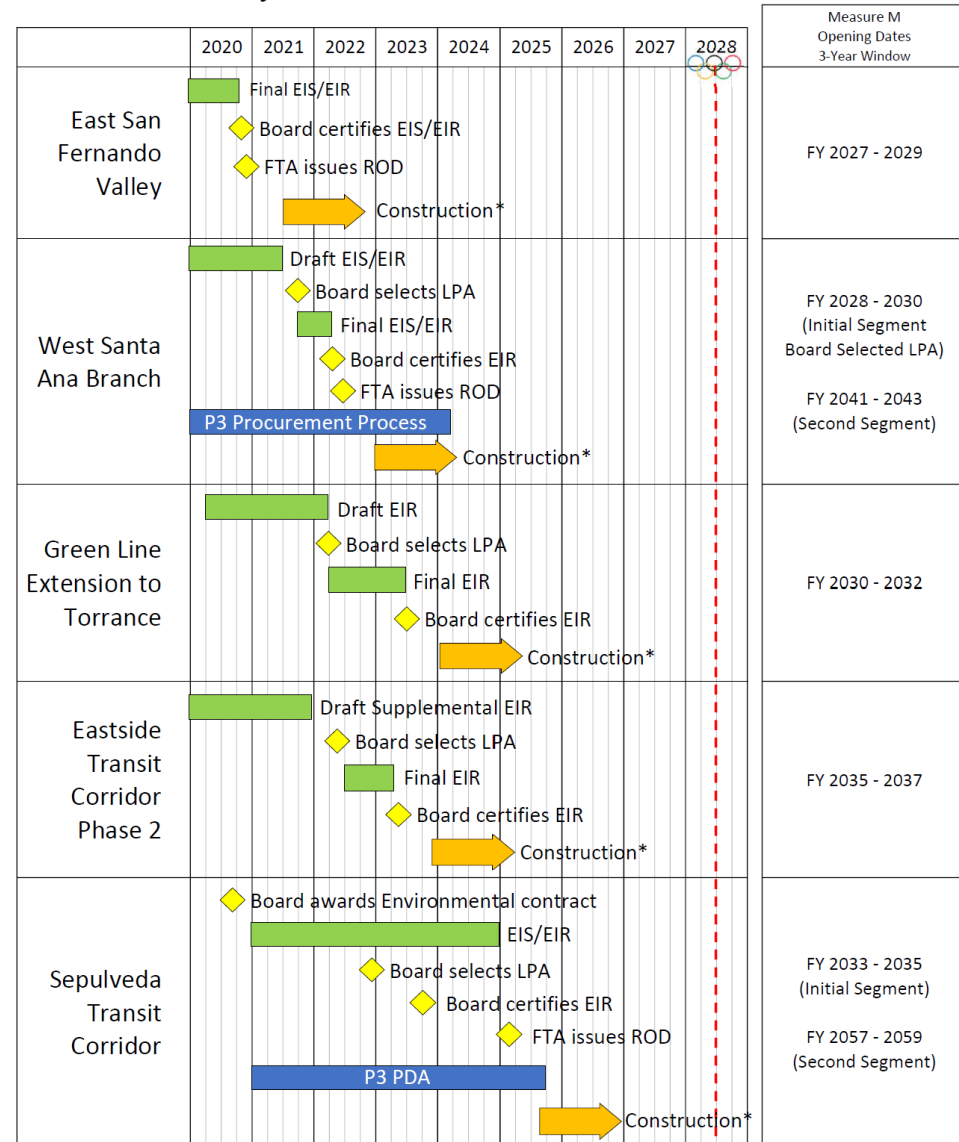 Measure M
Opening Dates
3-Year Window
2020 2021 2022 2023 2024 2025 2026 2027 2028
East San
Fernando
Valley
Final EIS/EIR
Board certifies EIS/EIR
FTA issues ROD
Construction*
FY 2027 - 2029
West Santa
Ana Branch
Draft EIS/EIR
Board selects LPA
Final EIS/EIR
Board certifies EIR
FTA issues ROD
P3 Procurement Process
Construction*
FY 2028 - 2030
(Initial Segment
Board Selected LPA)
FY 2041 - 2043
(Second Segment)
Green Line
Extension to
Torrance
Draft EIR
Board selects LPA
Final EIR
Board certifies EIR
Construction*
FY 2030 - 2032
Eastside
Transit
Corridor
Phase 2
Draft Supplemental EIR
Board selects LPA
Final EIR
Board certifies EIR
Construction*
FY 2035 - 2037
Sepulveda
Transit
Corridor
Board awards Environmental contract
EIS/EIR
Board selects LPA
Board certifies EIR
FTA issues ROD
P3 PDA
Construction*
FY 2033 - 2035
(Initial Segment)
FY 2057 - 2059
(Second Segment)